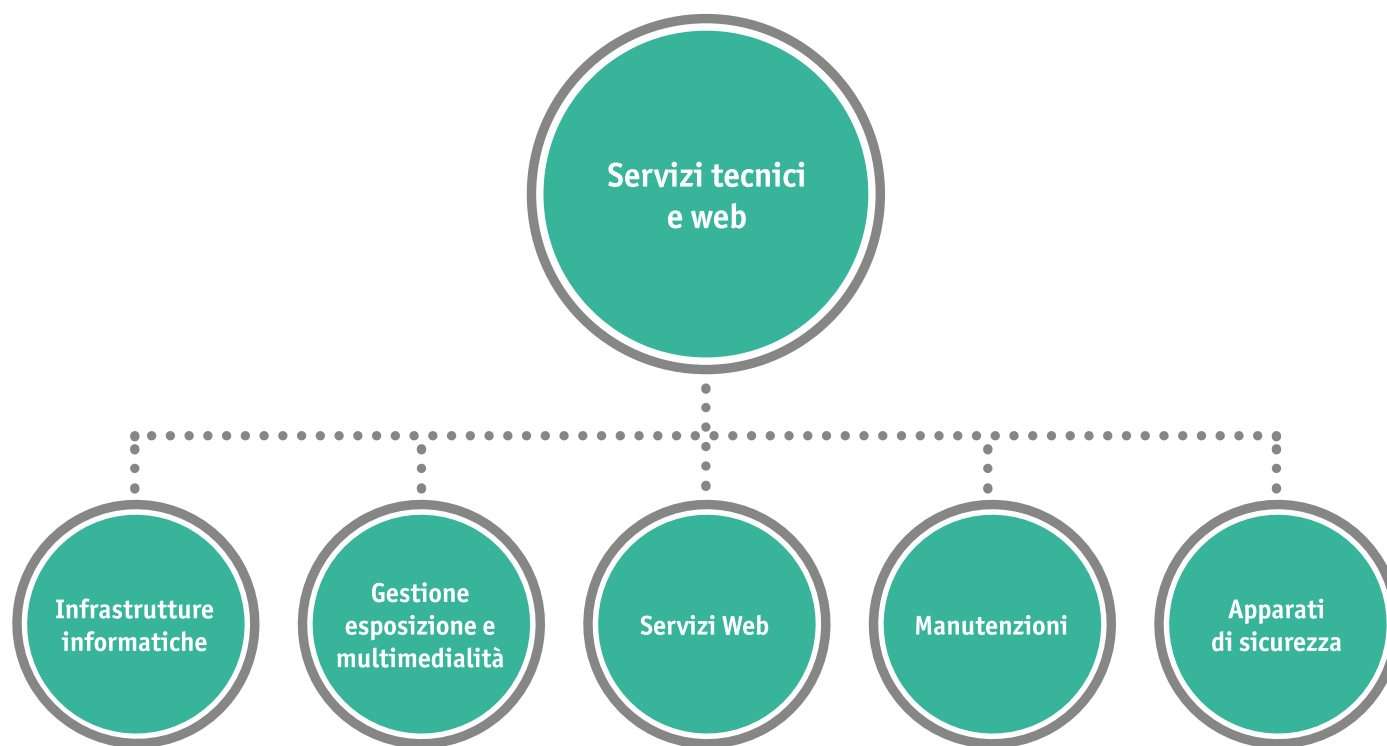 Servizi tecnici
e web
Infrastrutture
informatiche
Gestione
esposizione e
multimedialità
Servizi Web
Manutenzioni
Apparati
di sicurezza